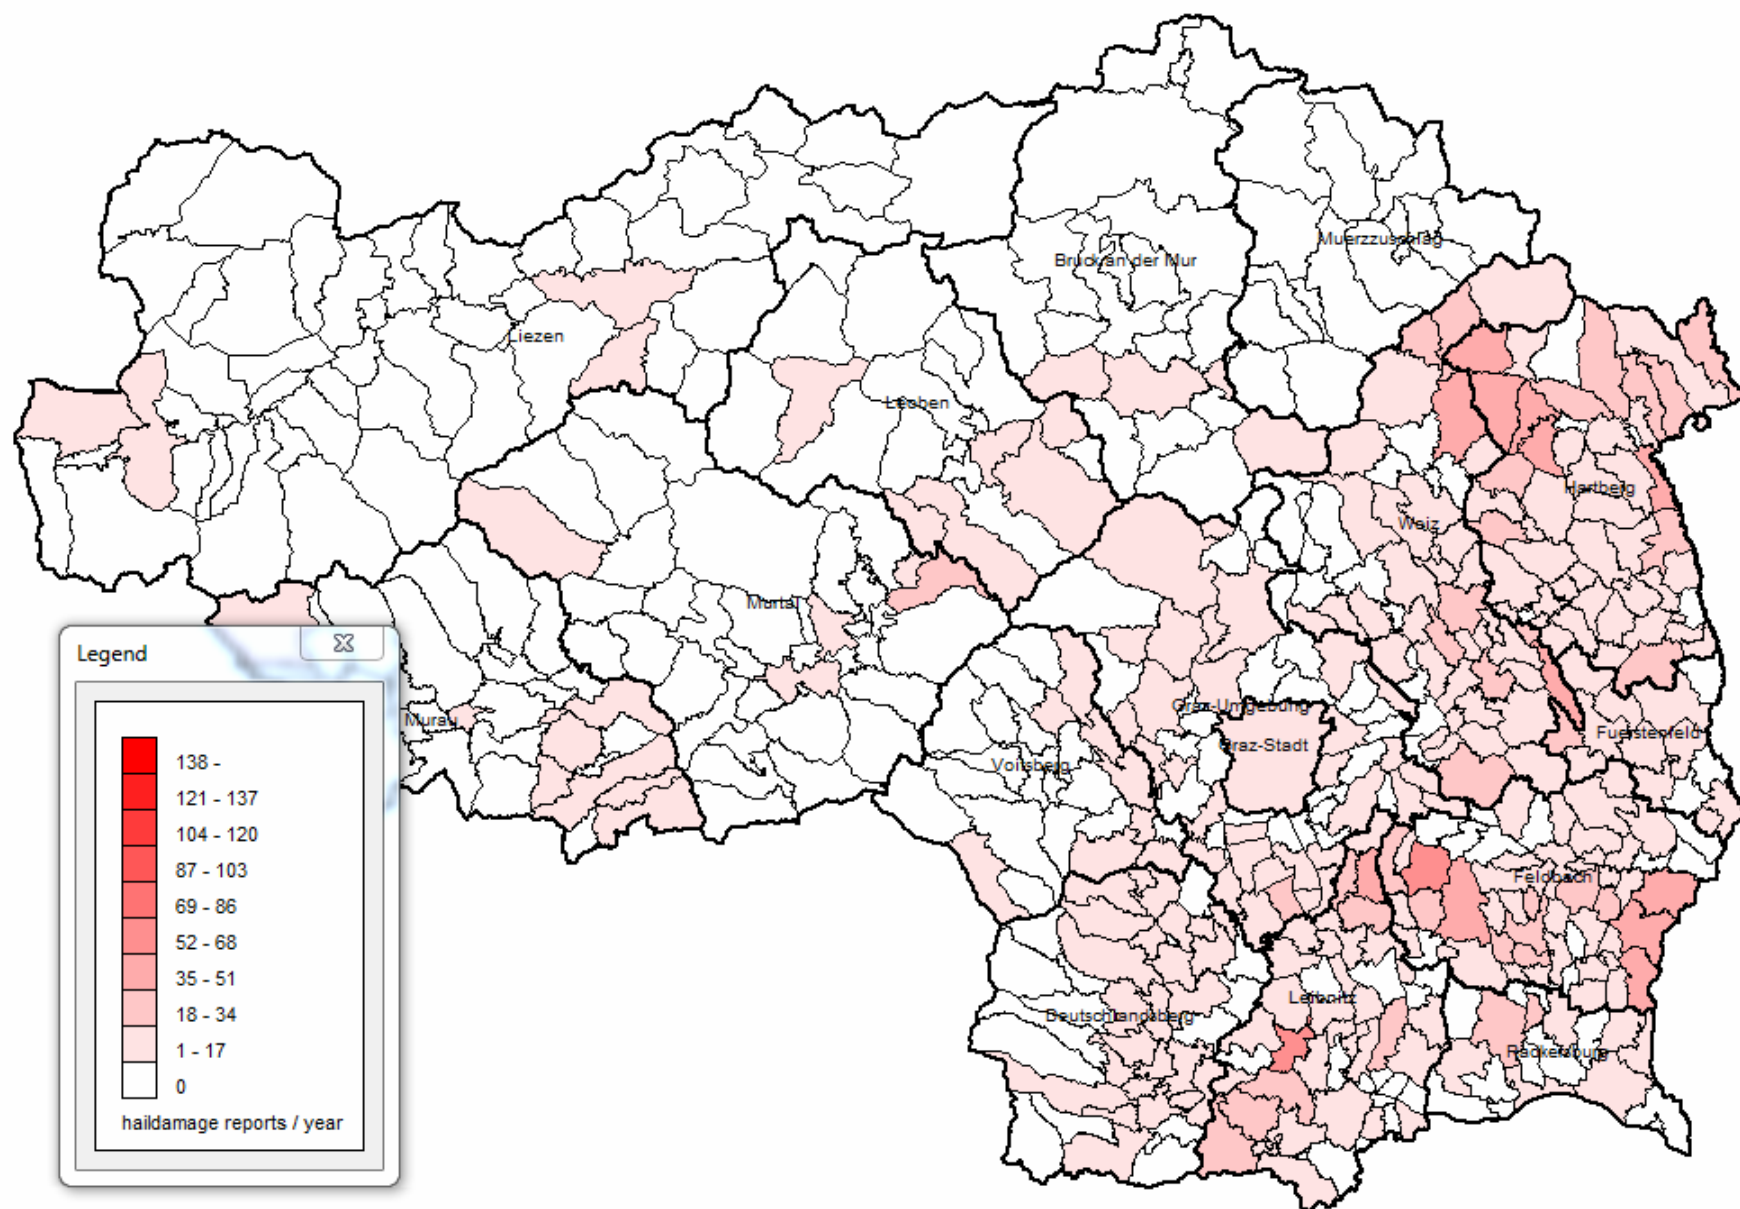 Muerzzuschlag
Bruck an der Mur
Liezen
Leoben
Hartberg
Weiz
Murtal
Graz-Umgebung
Murau
Fuerstenfeld
Graz-Stadt
Voitsberg
Feldbach
Leibnitz
Deutschlandsberg
Radkersburg
Legend
138 -
121 - 137
104 - 120
87 - 103
69 - 86
52 - 68
35 - 51
18 - 34
1 - 17
0
haildamage reports / year